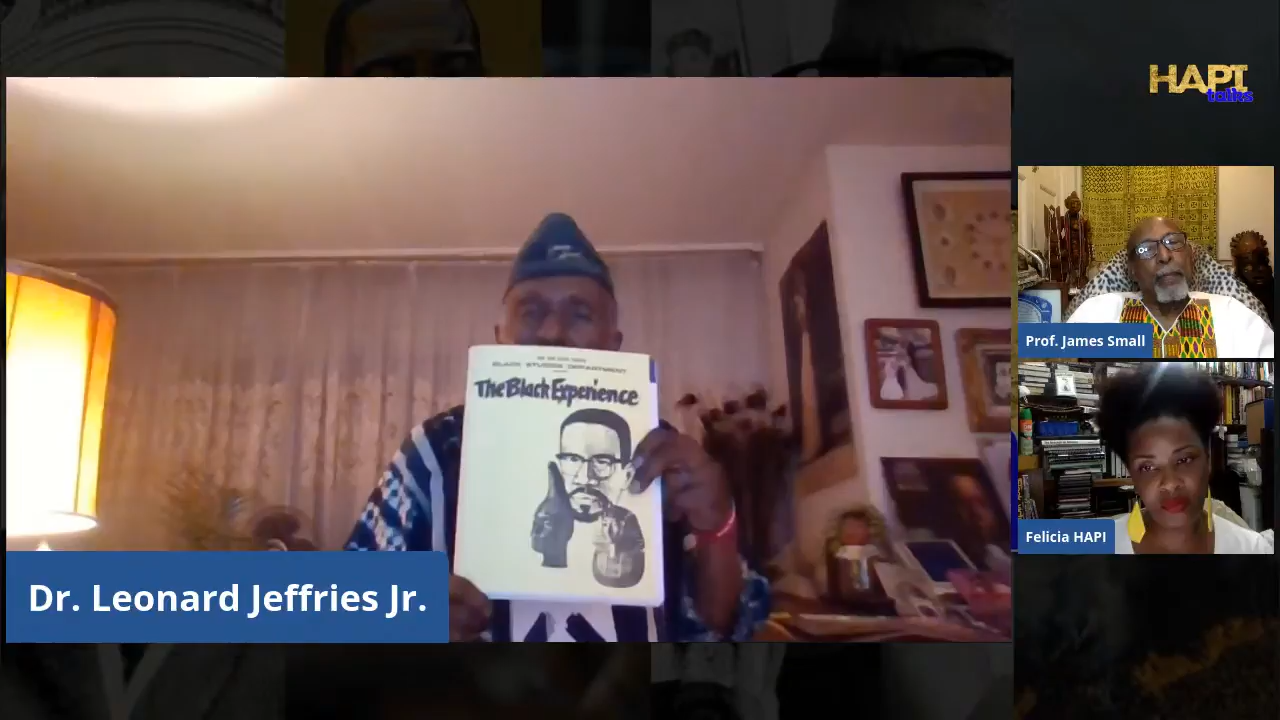 HAPI
talks
BLACK STUDIES DEPARTMENT
The Black Experience
Prof. James Small
Felicia HAPI
Dr. Leonard Jeffries Jr.